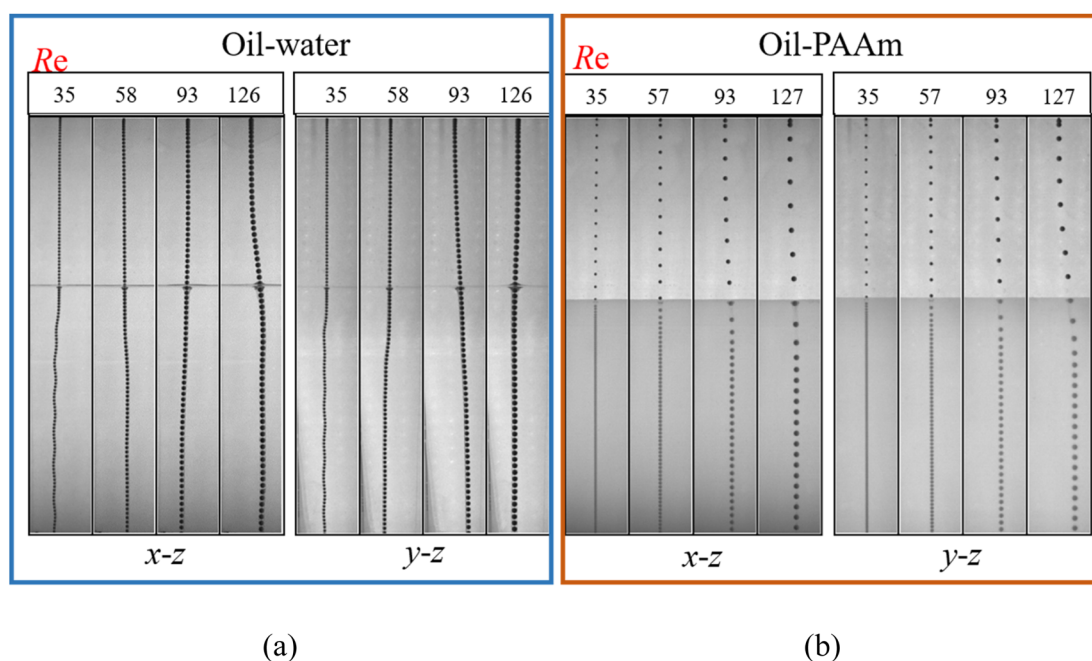 Oil-water
Re
35 58 93 126
35 58 93 126
x-z
y-z
(a)
Oil-PAAm
Re
35 57 93 127
35 57 93 127
x-z
y-z
(b)